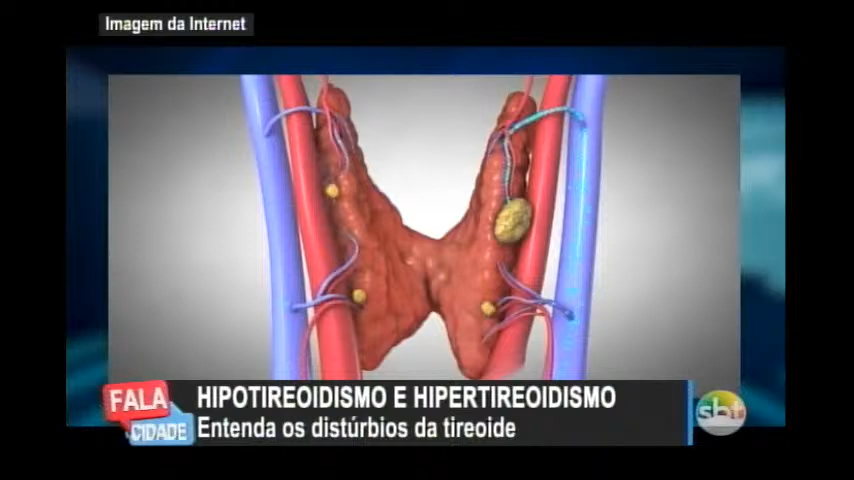 Imagem da Internet
HIPOTIREOIDISMO E HIPERTIREOIDISMO
Entenda os distúrbios da tireoide
FALA
CIDADE
sbt